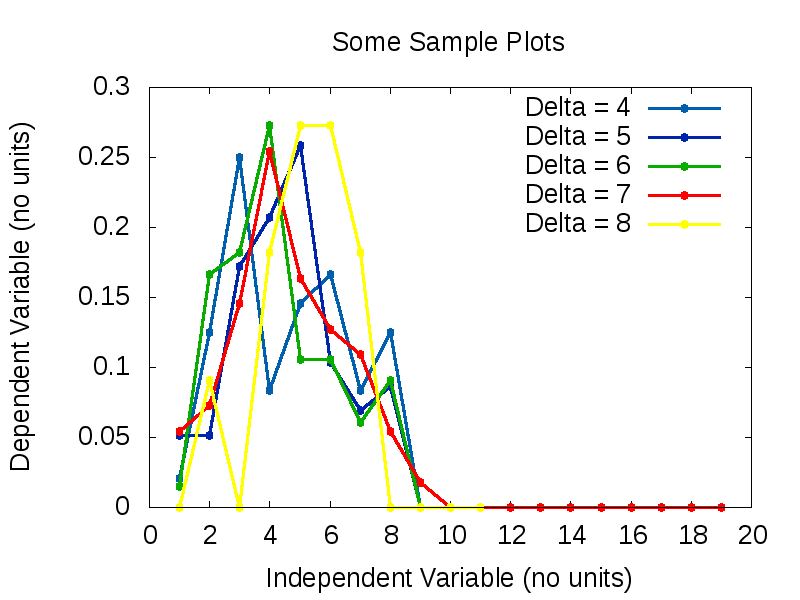 Some Sample Plots
Dependent Variable (no units)
0.3
0.25
0.2
0.15
0.1
0.05
0
Delta = 4
Delta = 5
Delta = 6
Delta = 7
Delta = 8
0 2 4 6 8 10 12 14 16 18 20
Independent Variable (no units)